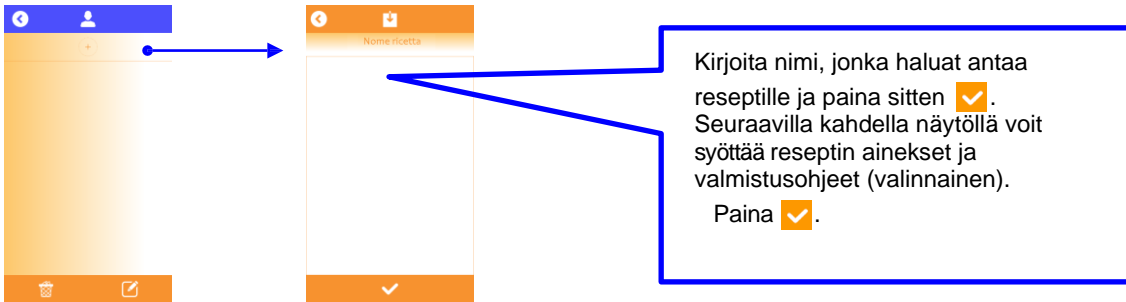 Nome ricetta
Kirjoita nimi, jonka haluat antaa
reseptille ja paina sitten .
Seuraavilla kahdella näytöllä voit
syöttää reseptin ainekset ja
valmistusohjeet (valinnainen).
Paina .